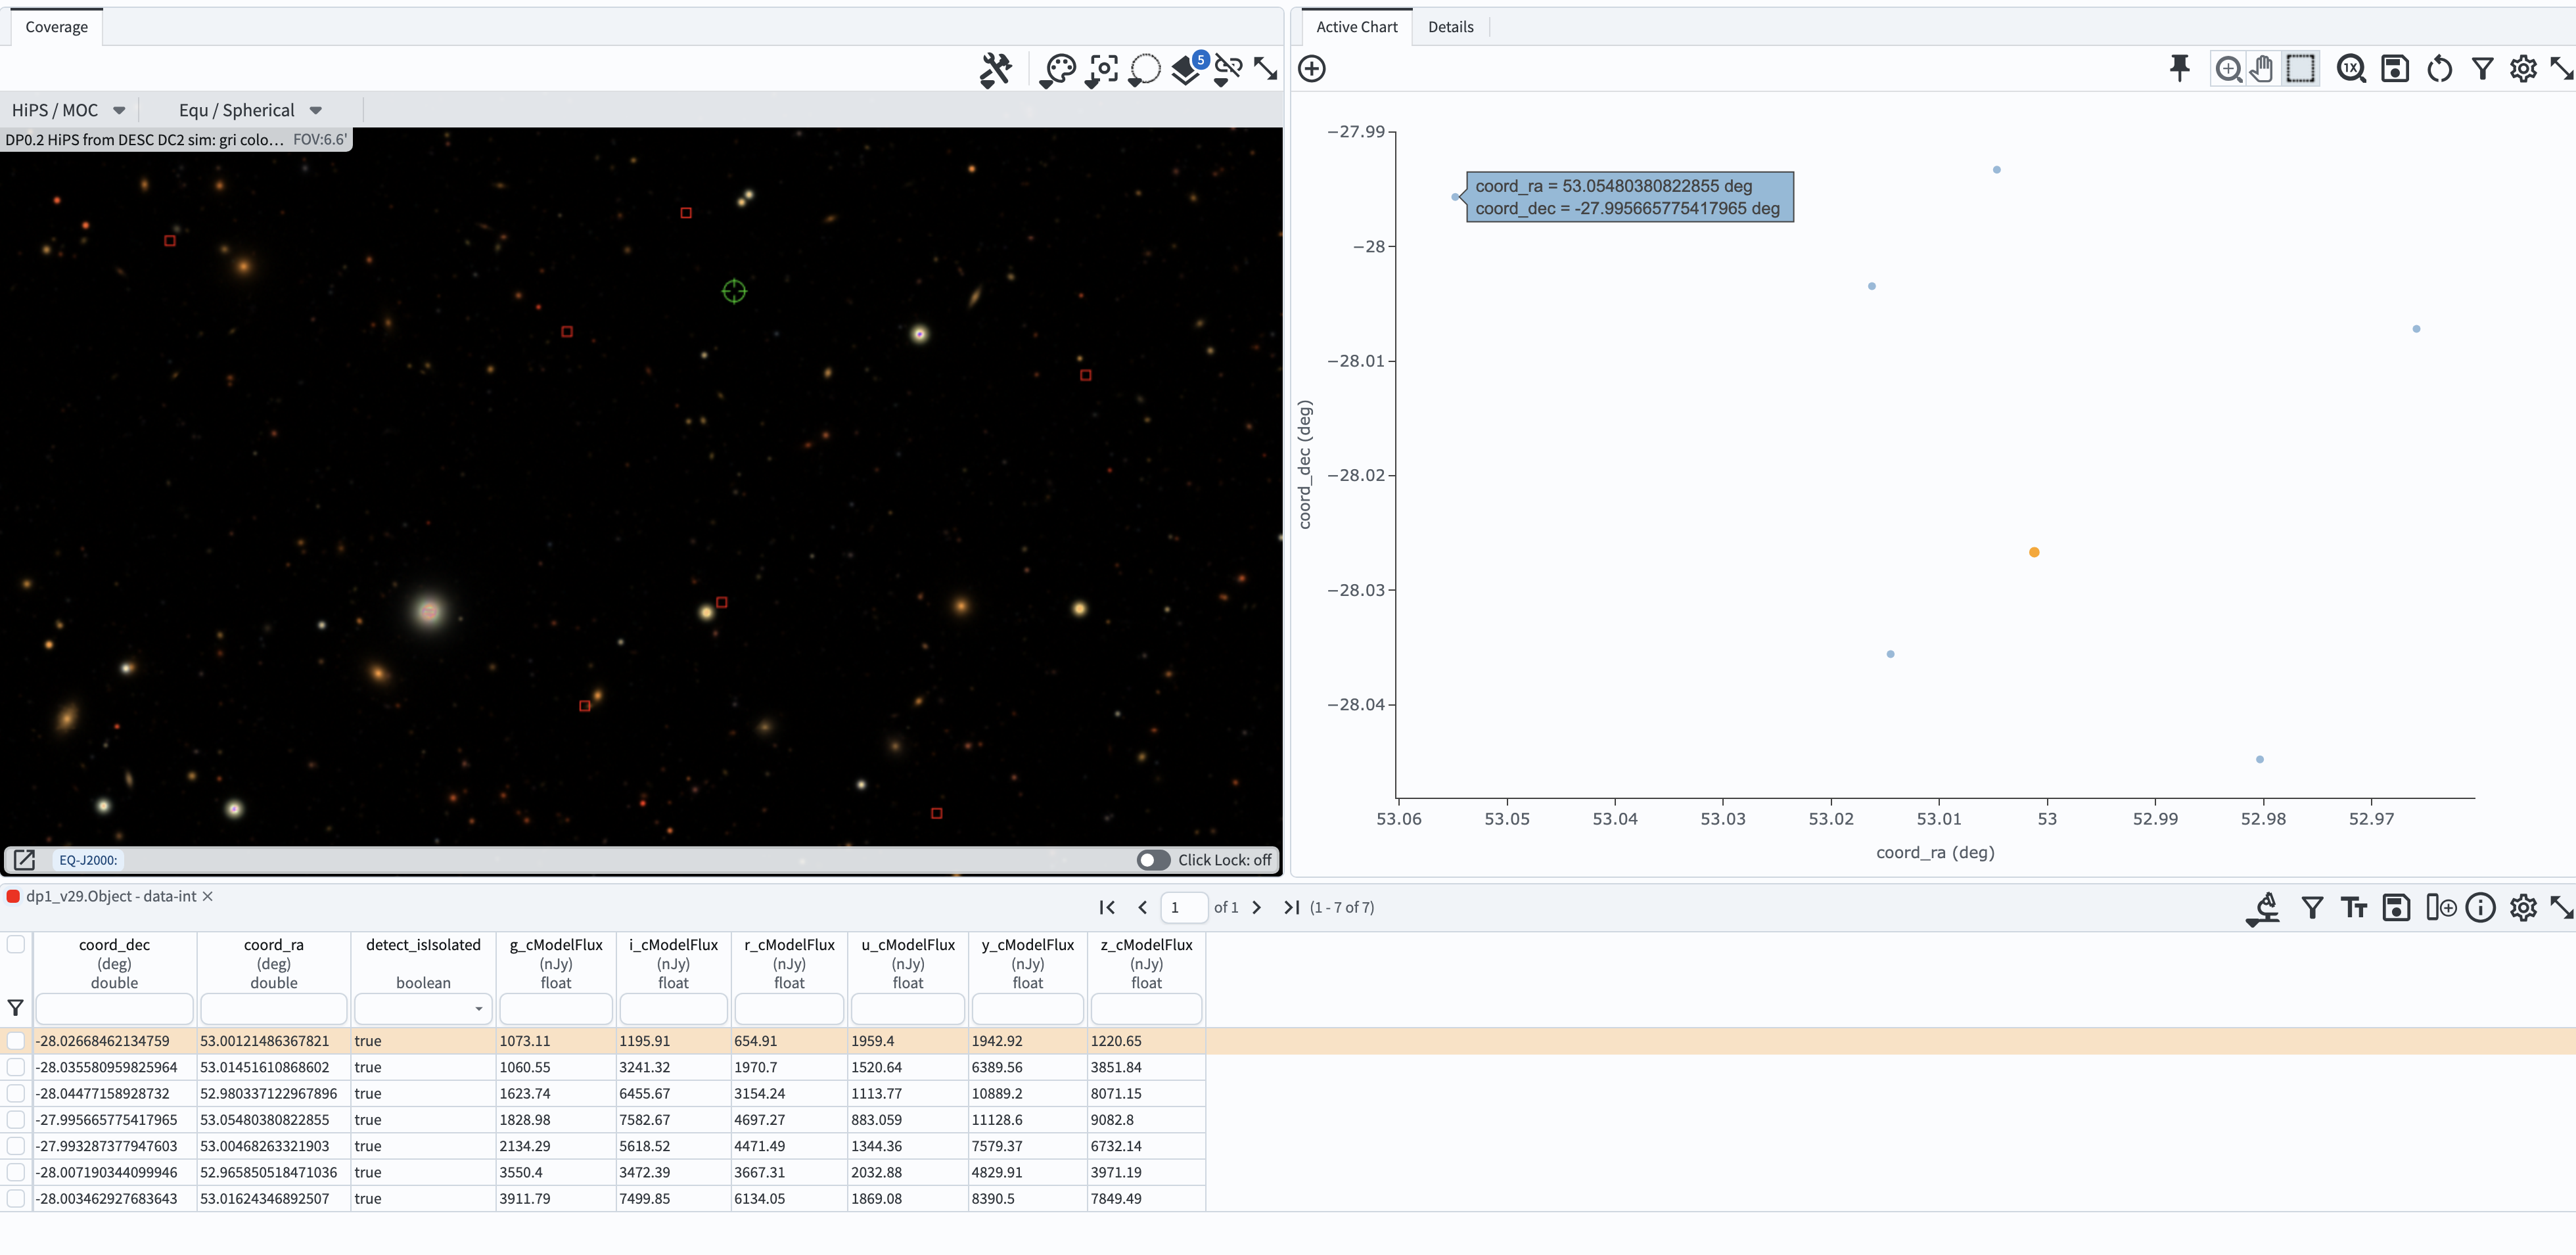 Coverage
Active Chart Details
5
1X
HiPS / MOC Equ / Spherical
DP0.2 HiPS from DESC DC2 sim: gri colo... FOV:6.6'
−27.99
coord_ra = 53.05480380822855 deg
coord_dec = -27.995665775417965 deg
−28
−28.01
−28.02
−28.03
−28.04
coord_dec (deg)
53.06 53.05 53.04 53.03 53.02 53.01 53 52.99 52.98 52.97
coord_ra (deg)
EQ-J2000: Click Lock: off
dp1_v29.Object - data-int 1 of 1 (1 - 7 of 7)
coord_dec coord_ra detect_isIsolated g_cModelFlux i_cModelFlux r_cModelFlux u_cModelFlux y_cModelFlux z_cModelFlux
(deg) (deg) (nJy) (nJy) (nJy) (nJy) (nJy) (nJy)
double double boolean float float float float float float
-28.02668462134759 53.00121486367821 true 1073.11 1195.91 654.91 1959.4 1942.92 1220.65
-28.035580959825964 53.01451610868602 true 1060.55 3241.32 1970.7 1520.64 6389.56 3851.84
-28.04477158928732 52.980337122967896 true 1623.74 6455.67 3154.24 1113.77 10889.2 8071.15
-27.995665775417965 53.05480380822855 true 1828.98 7582.67 4697.27 883.059 11128.6 9082.8
-27.993287377947603 53.00468263321903 true 2134.29 5618.52 4471.49 1344.36 7579.37 6732.14
-28.007190344099946 52.965850518471036 true 3550.4 3472.39 3667.31 2032.88 4829.91 3971.19
-28.003462927683643 53.01624346892507 true 3911.79 7499.85 6134.05 1869.08 8390.5 7849.49